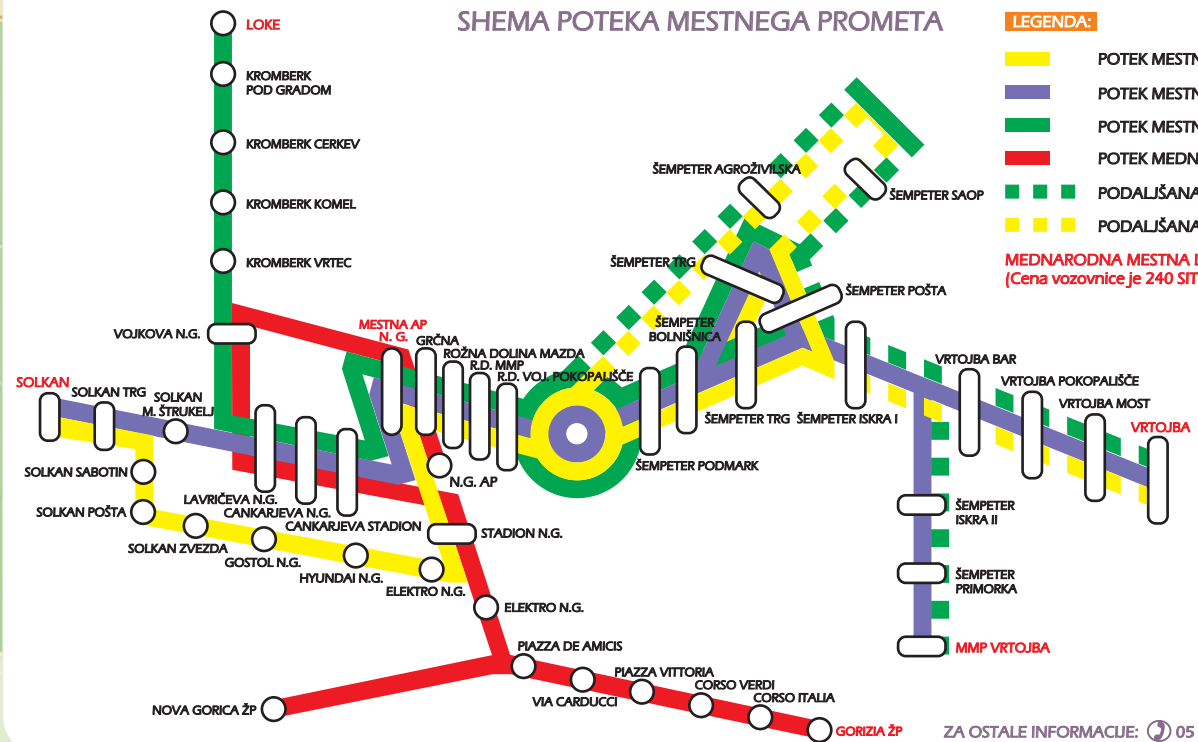 SHEMA POTEKA MESTNEGA PROMETA
LEGENDA:
POTEK MESTN
POTEK MESTN
POTEK MESTN
POTEK MEDN
PODALJŠANA
PODALJŠANA
MEDNARODNA MESTNA L
(Cena vozovnice je 240 SIT
LOKE
KROMBERK
POD GRADOM
KROMBERK CERKEV
KROMBERK KOMEL
KROMBERK VRTEC
VOJKOVA N.G.
SOLKAN
SOLKAN TRG
SOLKAN
M. ŠTRUKELJ
SOLKAN SABOTIN
SOLKAN POŠTA
SOLKAN ZVEZDA
GOSTOL N.G.
HYUNDAI N.G.
ELEKTRO N.G.
LAVRIČEVA N.G.
CANKARJEVA N.G.
CANKARJEVA STADION
MESTNA AP
N. G.
GRČNA
ROŽNA DOLINA MAZDA
R.D. MMP
R.D. VOJ. POKOPALIŠČE
N.G. AP
STADION N.G.
ELEKTRO N.G.
NOVA GORICA ŽP
PIAZZA DE AMICIS
VIA CARDUCCI
PIAZZA VITTORIA
CORSO VERDI
CORSO ITALIA
GORIZIA ŽP
ŠEMPETER AGROŽIVILSKA
ŠEMPETER SAOP
ŠEMPETER TRG
ŠEMPETER POŠTA
ŠEMPETER
BOLNIŠNICA
ŠEMPETER PODMARK
ŠEMPETER TRG
ŠEMPETER ISKRA I
VRTOJBA BAR
VRTOJBA POKOPALIŠČE
VRTOJBA MOST
VRTOJBA
ŠEMPETER
ISKRA II
ŠEMPETER
PRIMORKA
MMP VRTOJBA
ZA OSTALE INFORMACIJE: 05